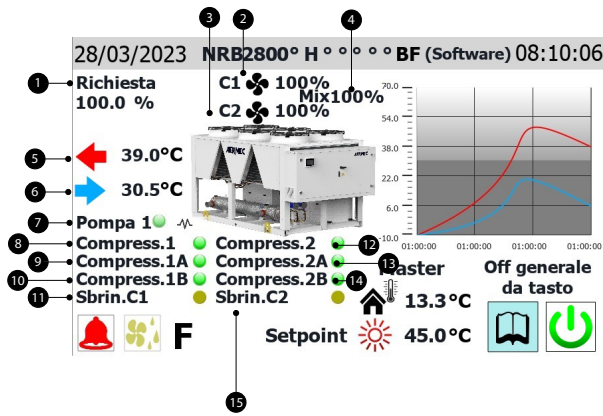 3 2 4
28/03/2023 NRB2800° H ° ° ° ° ° BF (Software) 08:10:06
1 Richiesta
100.0 %
C1 100%
Mix100%
C2 100%
AERMEC
AERMEC
70.0
54.0
38.0
22.0
6.0
-10.0
01:00:00 01:00:00 01:00:00 01:00:00
5 39.0°C
6 30.5°C
7 Pompa 1
8 Compress.1 Compress.2 12
9 Compress.1A Compress.2A 13
10 Compress.1B Compress.2B 14
11 Sbrin.C1 Sbrin.C2
15
F
aster
13.3°C
Setpoint 45.0°C
Off generale
da tasto